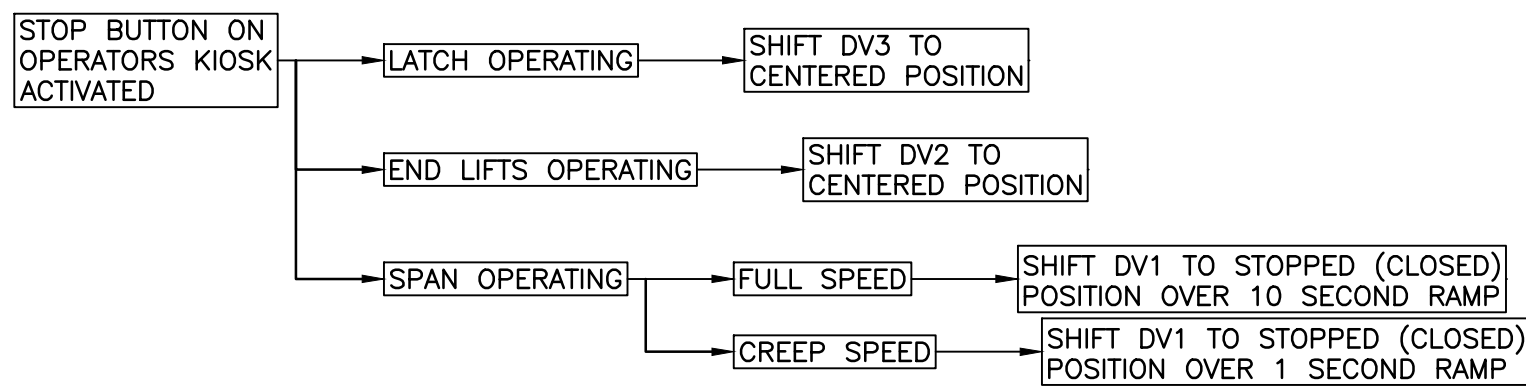 STOP BUTTON ON
OPERATORS KIOSK
ACTIVATED
LATCH OPERATING
SHIFT DV3 TO
CENTERED POSITION
END LIFTS OPERATING
SHIFT DV2 TO
CENTERED POSITION
SPAN OPERATING
FULL SPEED
SHIFT DV1 TO STOPPED (CLOSED)
POSITION OVER 10 SECOND RAMP
CREEP SPEED
SHIFT DV1 TO STOPPED (CLOSED)
POSITION OVER 1 SECOND RAMP